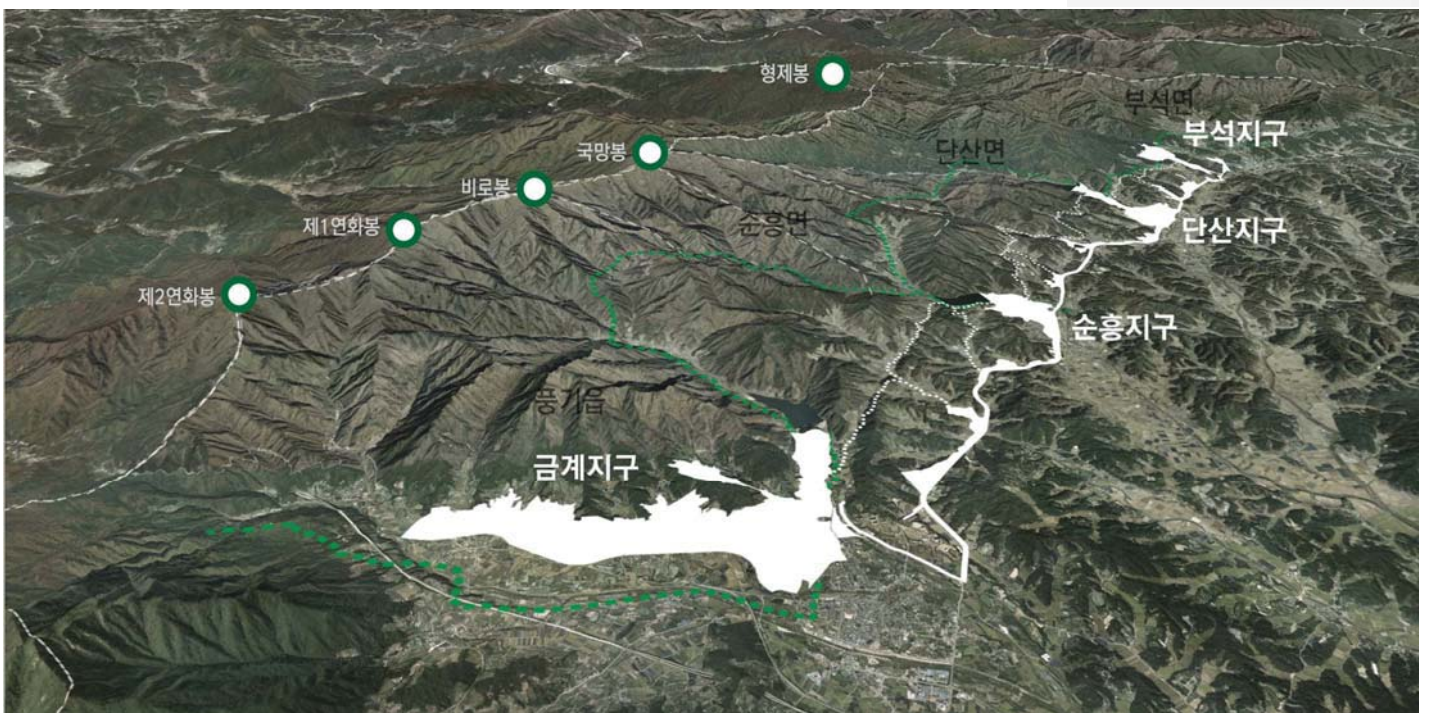 형제봉
부석면
부석지구
국망봉
단산면
비로봉
제1연화봉
순흥면
단산지구
제2연화봉
순흥지구
풍기읍
금계지구